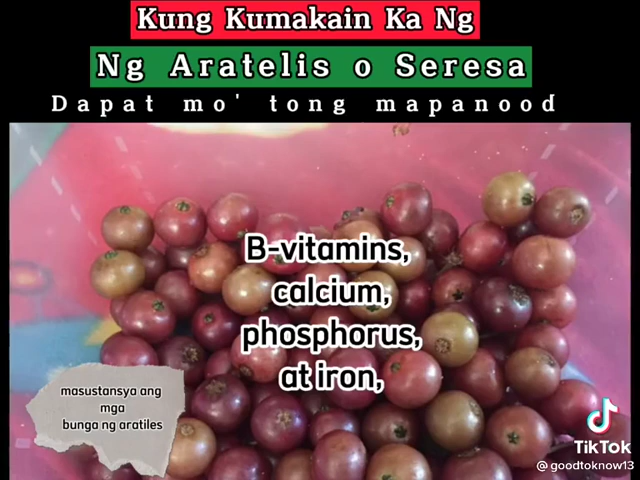 Kung Kumakain Ka Ng
Ng Aratelis o Seresa
Dapat mo' tong mapanood
B-vitamins,
calcium,
phosphorus,
at iron,
masustansya ang
mga
bunga ng aratiles
TikTok
@goodtoknow13